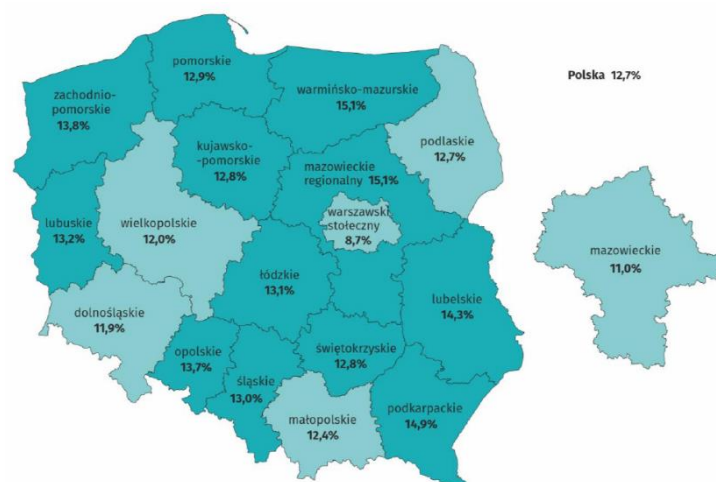 pomorskie
12,9%
warmińsko-mazurskie
15,1%
Polska 12,7%
zachodnio-
pomorskie
13,8%
podlaskie
12,7%
kujawsko-
-pomorskie
12,8%
mazowieckie
regionalny 15,1%
warszawski
stołeczny
8,7%
lubuskie
13,2%
wielkopolskie
12,0%
mazowieckie
11,0%
łódzkie
13,1%
lubelskie
14,3%
dolnośląskie
11,9%
opolskie
13,7%
śląskie
13,0%
świętokrzyskie
12,8%
małopolskie
12,4%
podkarpackie
14,9%